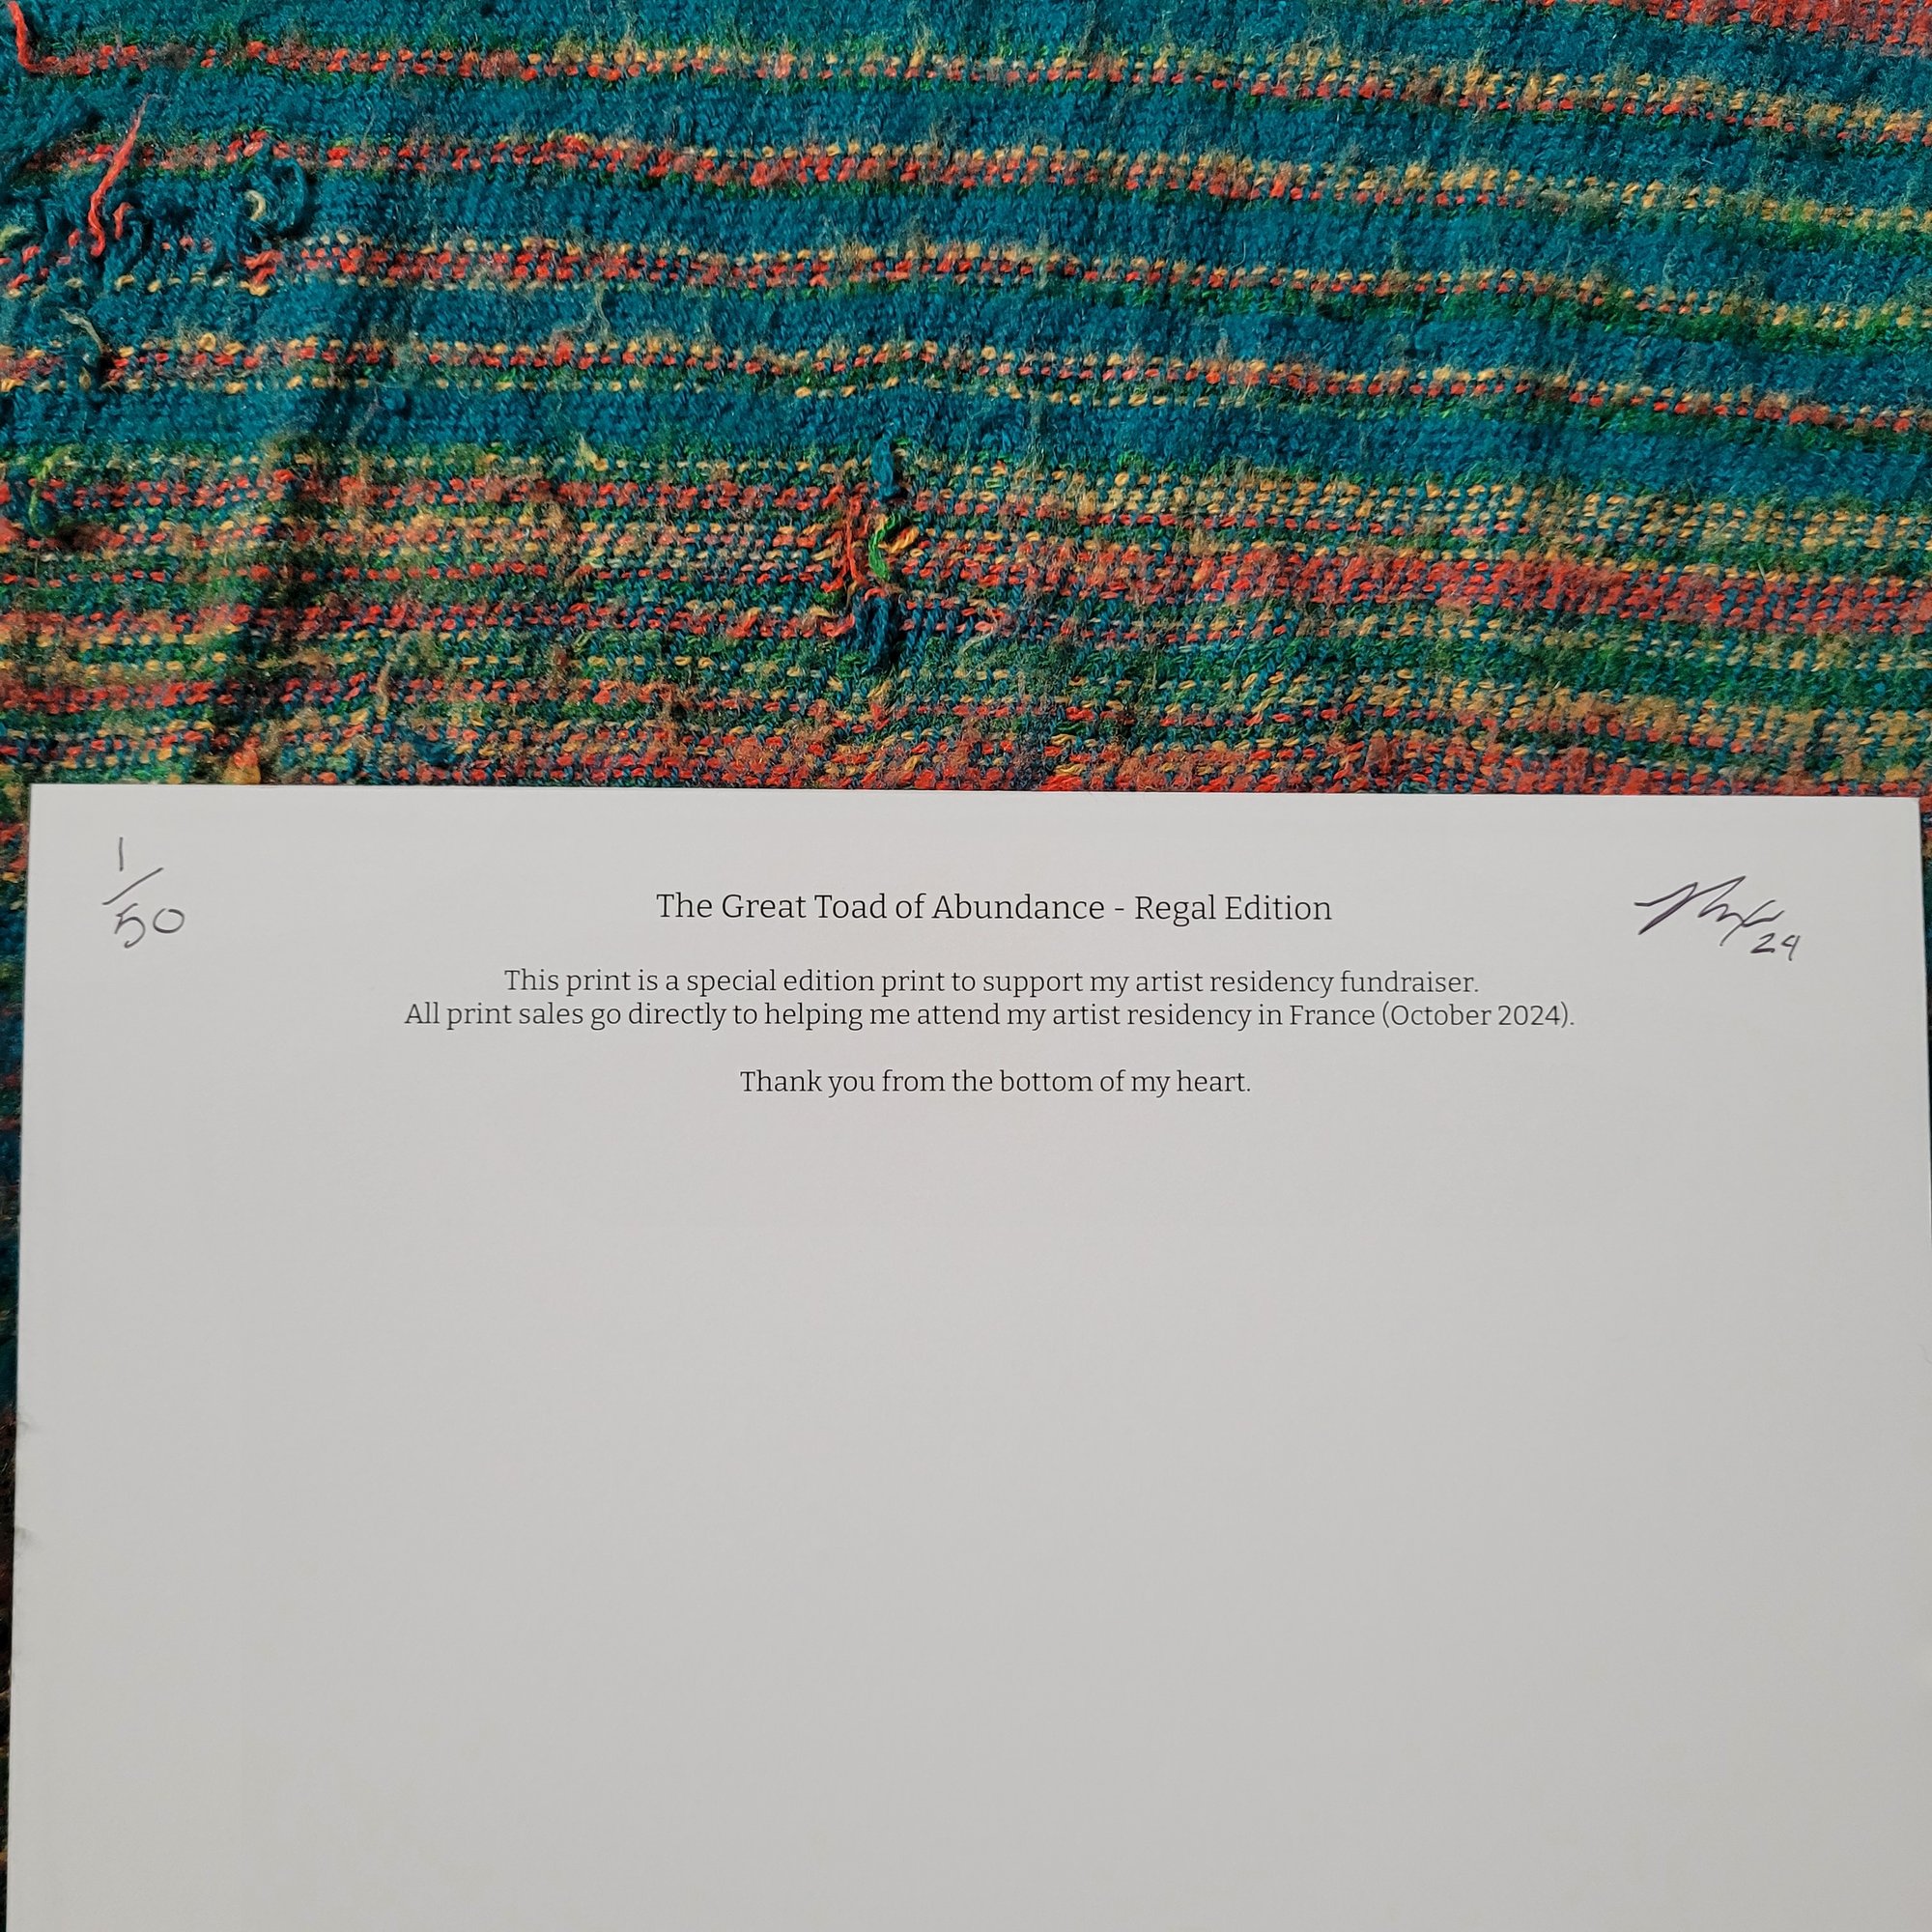 1/50
The Great Toad of Abundance - Regal Edition
24
This print is a special edition print to support my artist residency fundraiser.
All print sales go directly to helping me attend my artist residency in France (October 2024).
Thank you from the bottom of my heart.